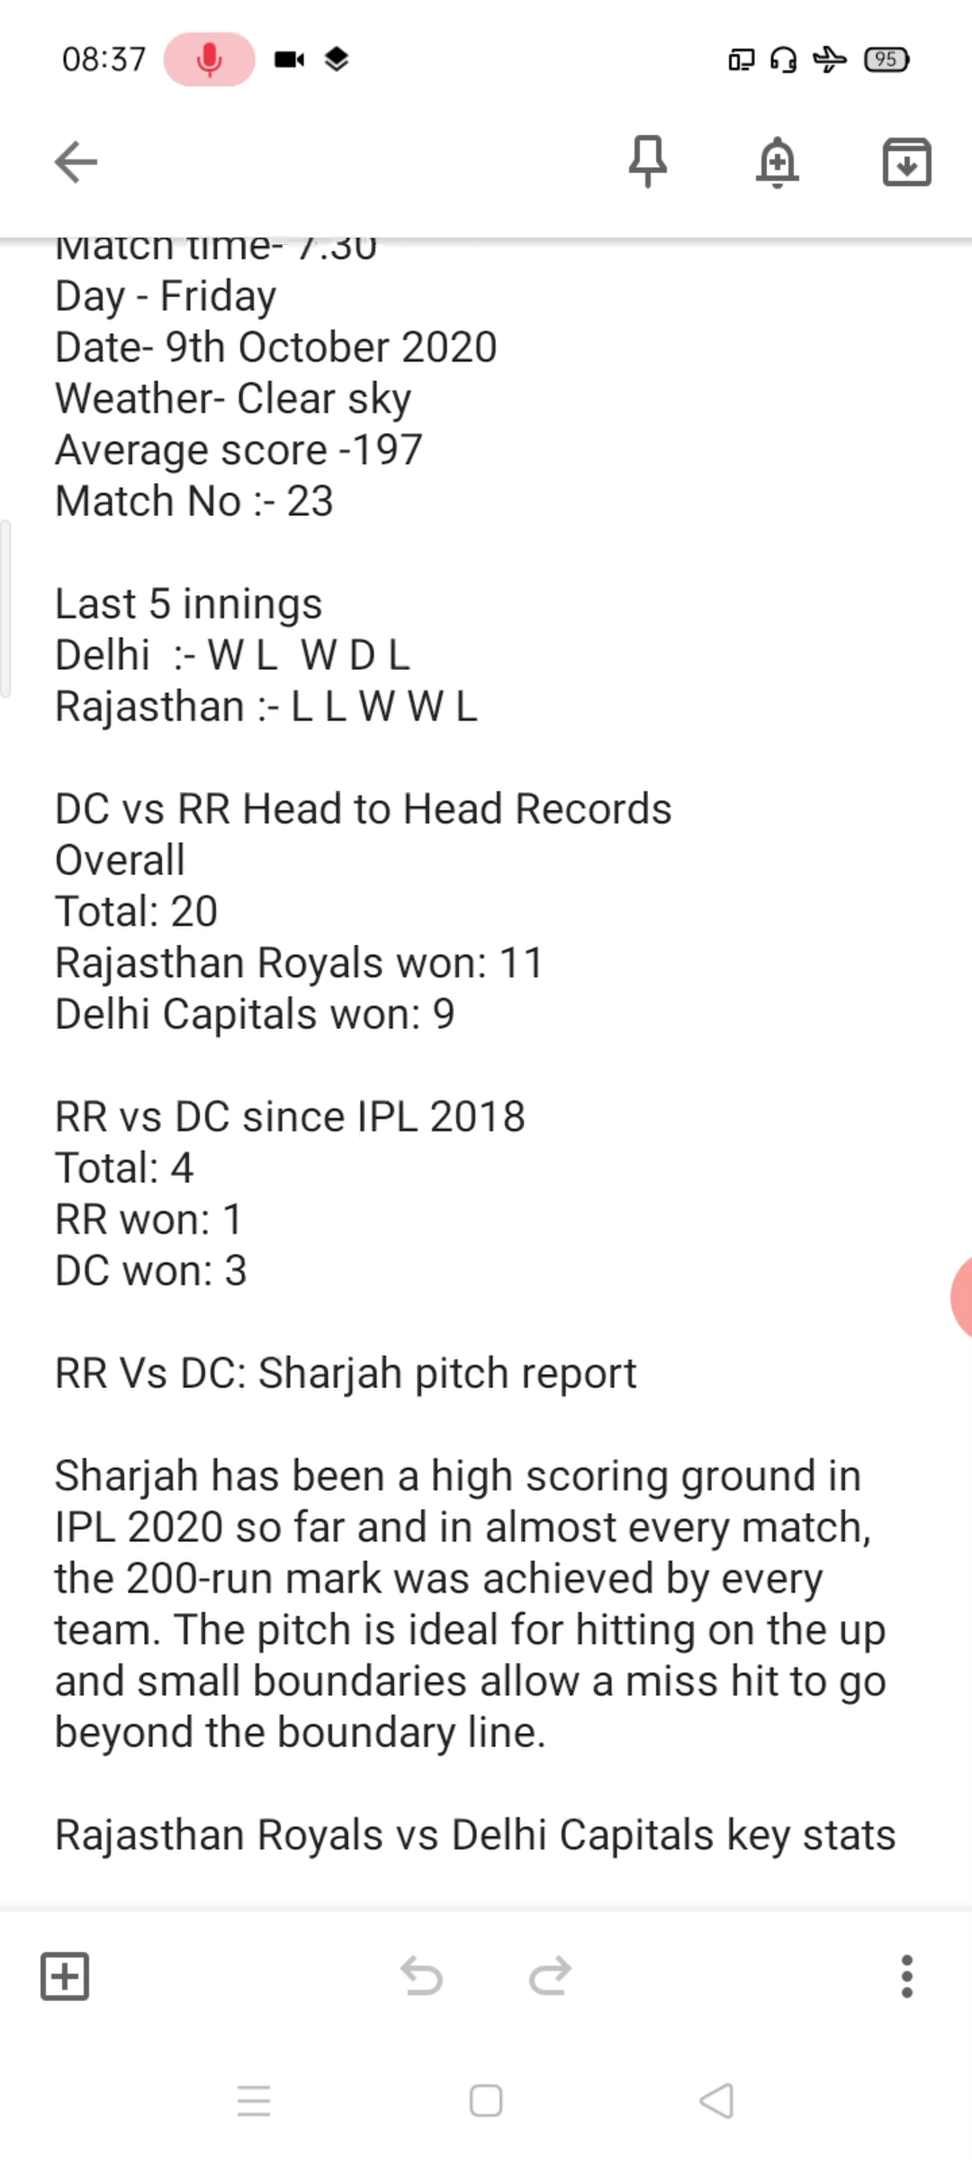 08:37
95
Match time- 7.30
Day - Friday
Date- 9th October 2020
Weather- Clear sky
Average score -197
Match No :- 23
Last 5 innings
Delhi  :- W L  W D L
Rajasthan :- L L W W L
DC vs RR Head to Head Records
Overall
Total: 20
Rajasthan Royals won: 11
Delhi Capitals won: 9
RR vs DC since IPL 2018
Total: 4
RR won: 1
DC won: 3
RR Vs DC: Sharjah pitch report
Sharjah has been a high scoring ground in
IPL 2020 so far and in almost every match,
the 200-run mark was achieved by every
team. The pitch is ideal for hitting on the up
and small boundaries allow a miss hit to go
beyond the boundary line.
Rajasthan Royals vs Delhi Capitals key stats